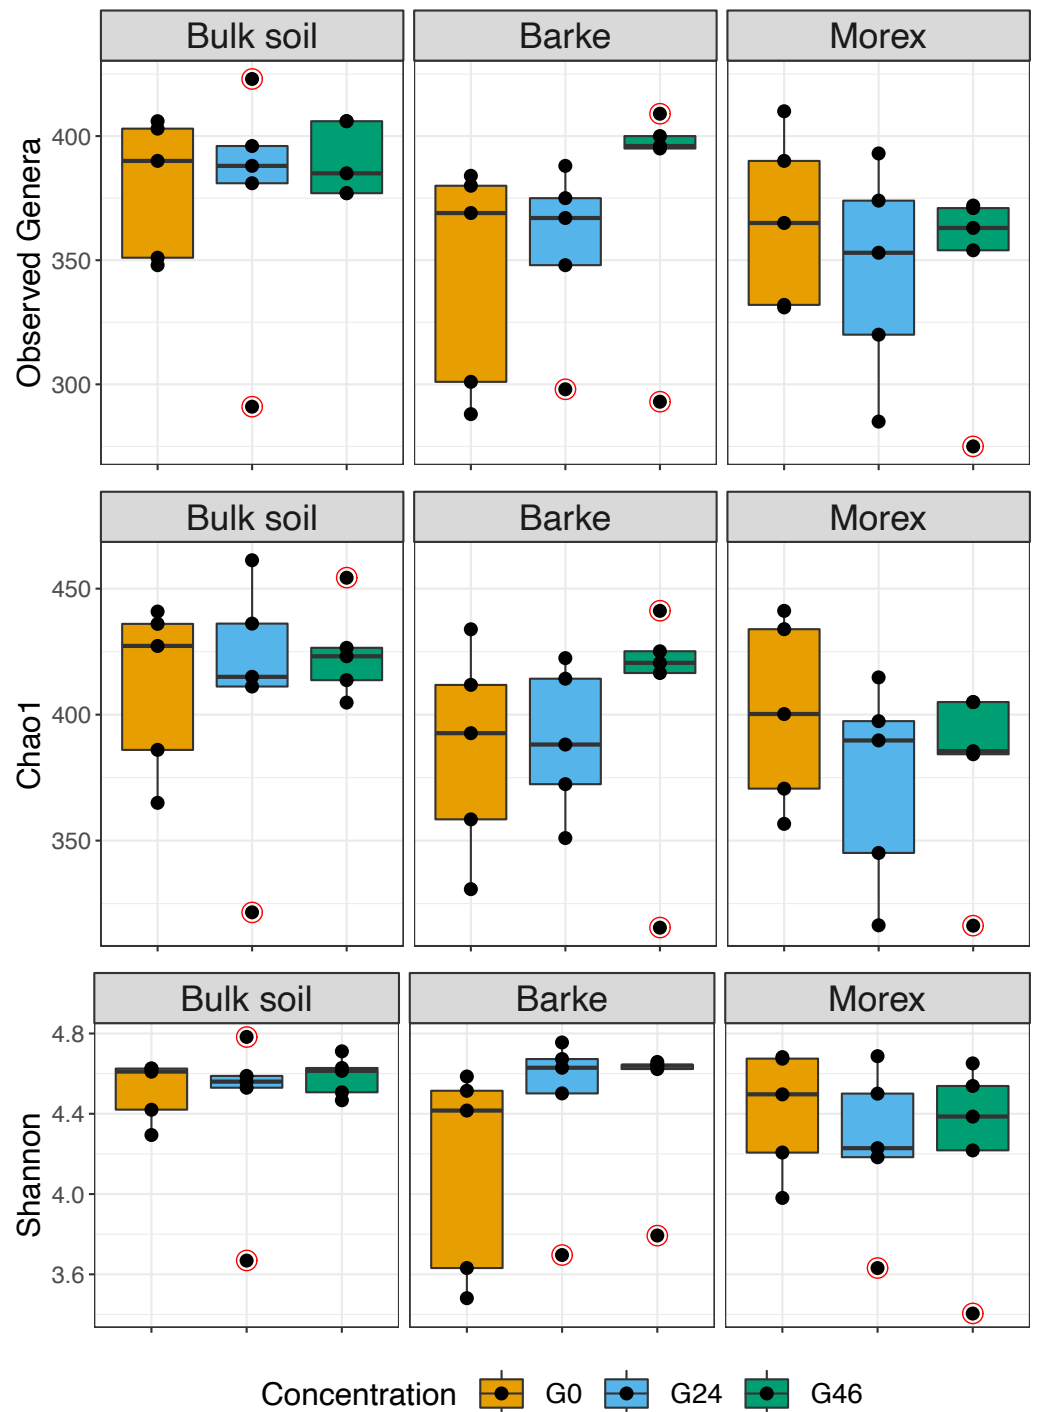 Bulk soil Barke Morex
Observed Genera
400
350
300
Bulk soil Barke Morex
Chao1
450
400
350
Bulk soil Barke Morex
Shannon
4.8
4.4
4.0
3.6
Concentration G0 G24 G46